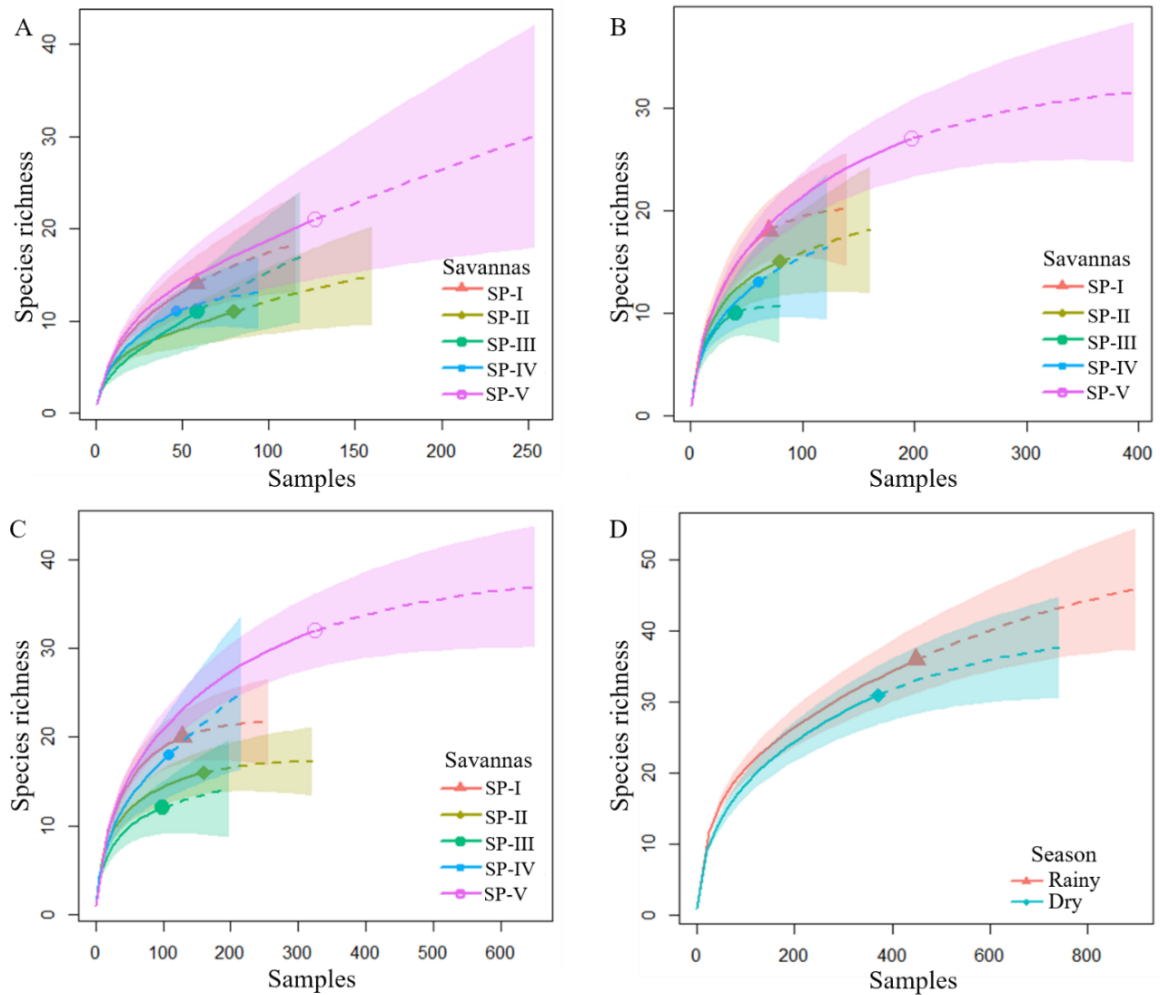 A
Species richness
40
30
20
10
0
Savannas
SP-I
SP-II
SP-III
SP-IV
SP-V
0 50 100 150 200 250
Samples
B
Species richness
30
20
10
0
Savannas
SP-I
SP-II
SP-III
SP-IV
SP-V
0 100 200 300 400
Samples
C
Species richness
40
30
20
10
0
Savannas
SP-I
SP-II
SP-III
SP-IV
SP-V
0 100 200 300 400 500 600
Samples
D
Species richness
50
40
30
20
10
0
Season
Rainy
Dry
0 200 400 600 800
Samples